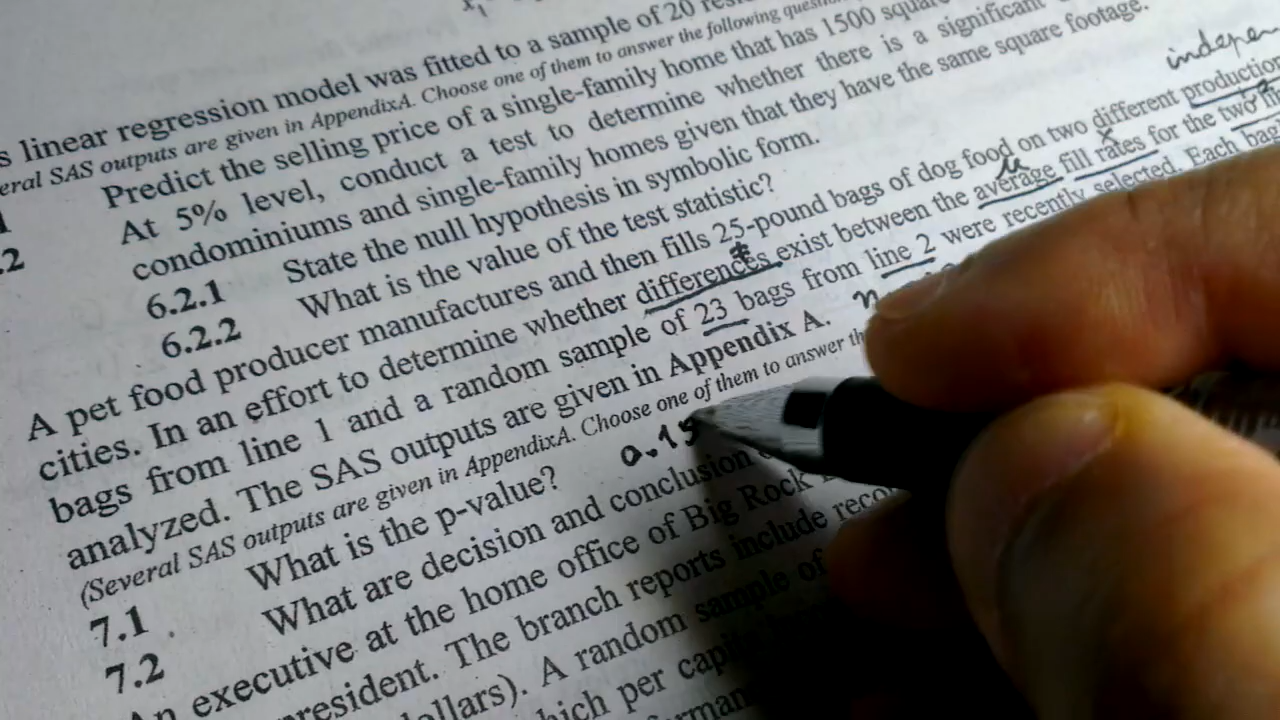 s linear regression model was fitted to a sample of 20
eral SAS outputs are given in AppendixA. Choose one of them to answer the following
Predict the selling price of a single-family home that has 1500
.2 At 5% level, conduct a test to determine whether there is a significant
condominiums and single-family homes given that they have the same square footage.
6.2.1 State the null hypothesis in symbolic form.
6.2.2 What is the value of the test statistic?
indepen
A pet food producer manufactures and then fills 25-pound bags of dog food on two different production
μ x
cities. In an effort to determine whether differences exist between the average fill rates for the two
≠
bags from line 1 and a random sample of 23 bags from line 2 were recently selected. Each
analyzed. The SAS outputs are given in Appendix A. n
(Several SAS outputs are given in AppendixA. Choose one of them to answer th
7.1 What is the p-value? 0.15
7.2 What are decision and conclusion
An executive at the home office of Big Rock
resident. The branch reports include reco
ollars). A random sample of
hich per capi